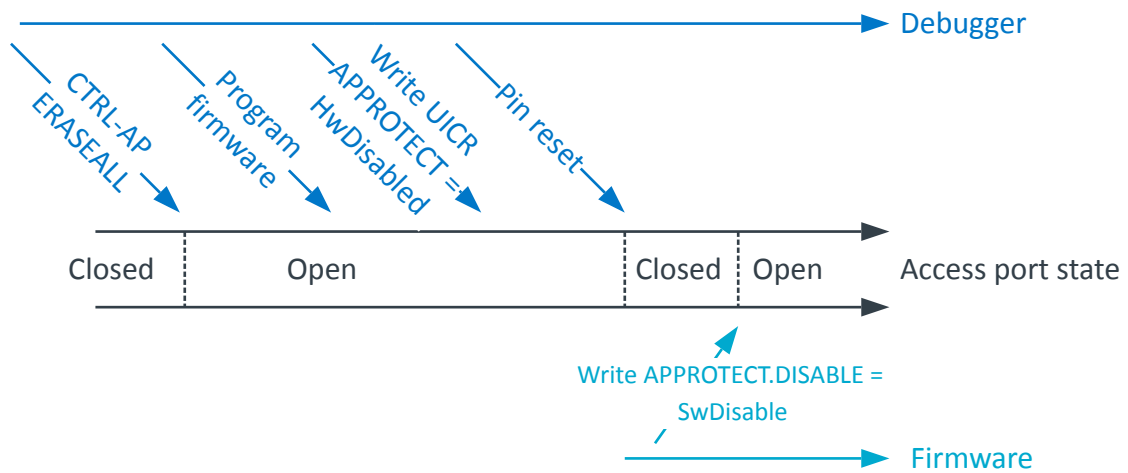 Debugger
CTRL-AP
ERASEALL
Program
firmware
Write UICR
APPROTECT =
HwDisabled
Pin reset
Closed
Open
Closed
Open
Access port state
Write APPROTECT.DISABLE =
SwDisable
Firmware